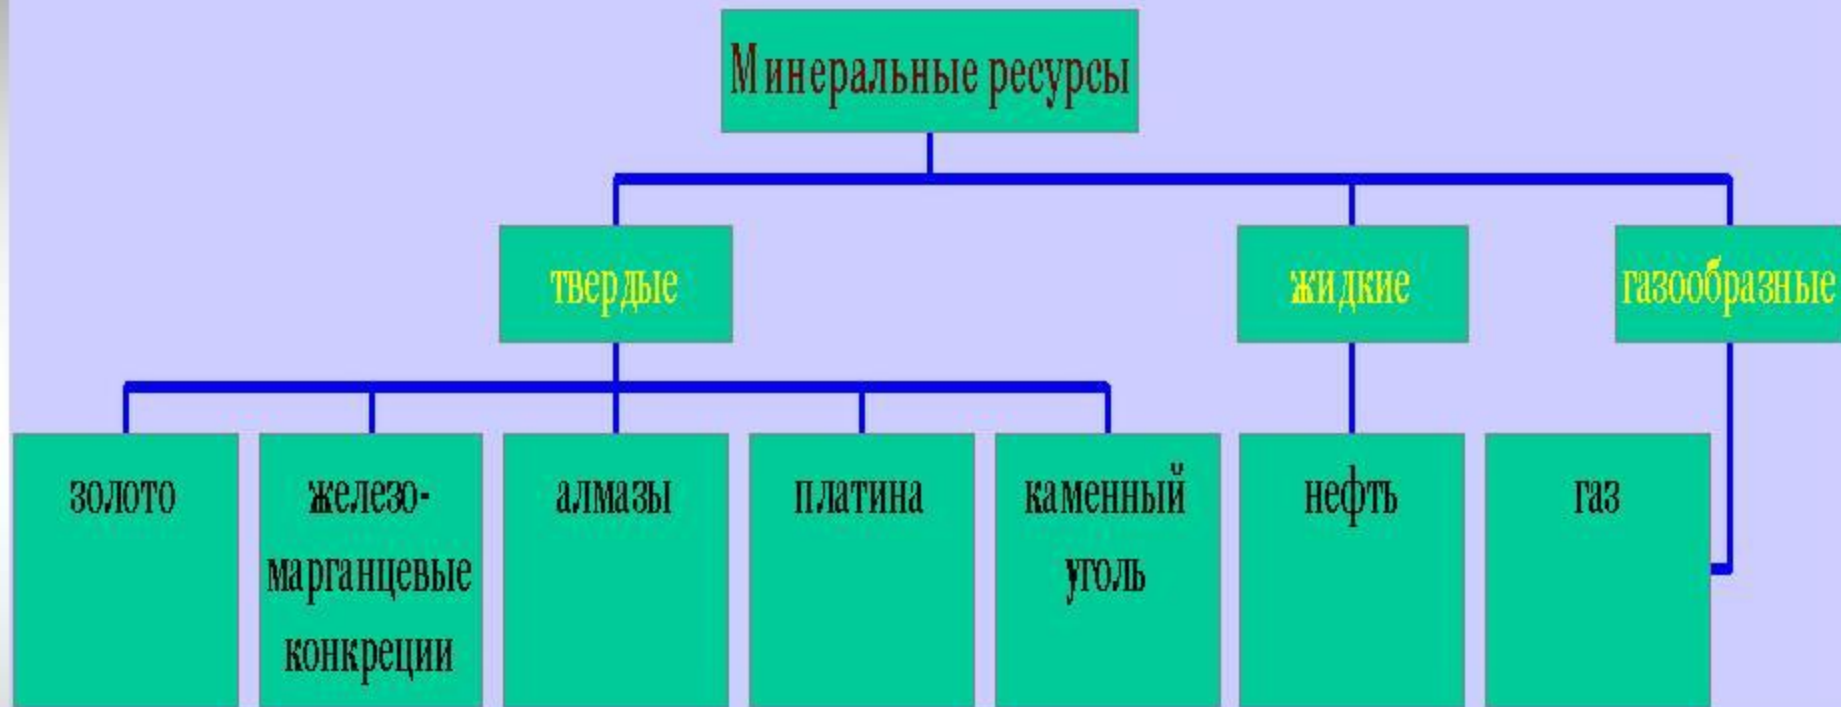 Минеральные ресурсы
твердые
жидкие
газообразные
золото
железо-
марганцевые
конкреции
алмазы
платина
каменный
уголь
нефть
газ